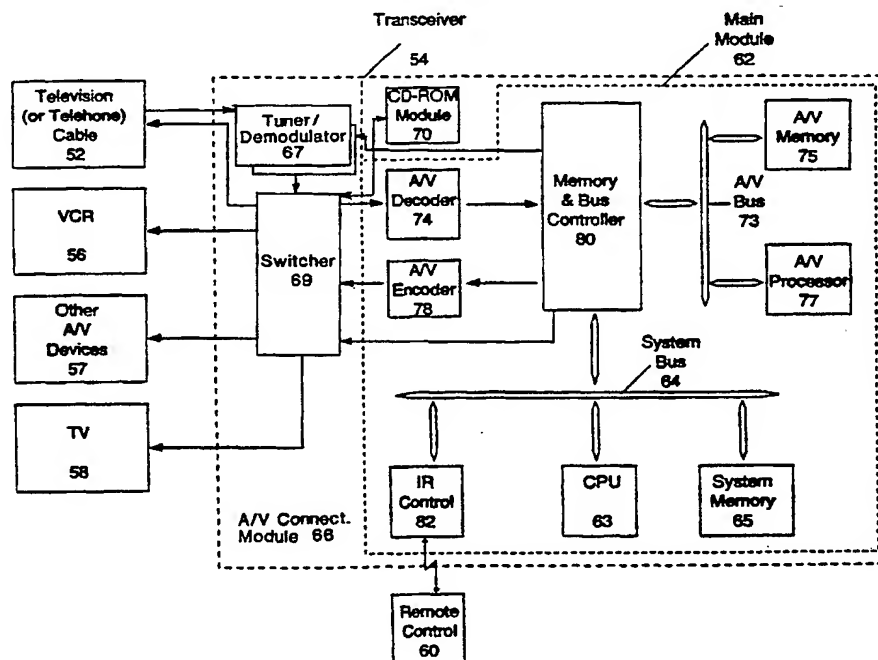 Transceiver
54
Main
Module
62
Television
(or Telehone)
Cable
52
Tuner/
Demodulator
67
CD-ROM
Module
70
A/V
Memory
75
A/V
Decoder
74
Memory
& Bus
Controller
80
A/V
Bus
73
VCR
56
Switcher
69
A/V
Encoder
78
A/V
Processor
77
Other
A/V
Devices
57
System
Bus
64
TV
58
IR
Control
82
CPU
63
System
Memory
65
A/V Connect.
Module 66
Remote
Control
60